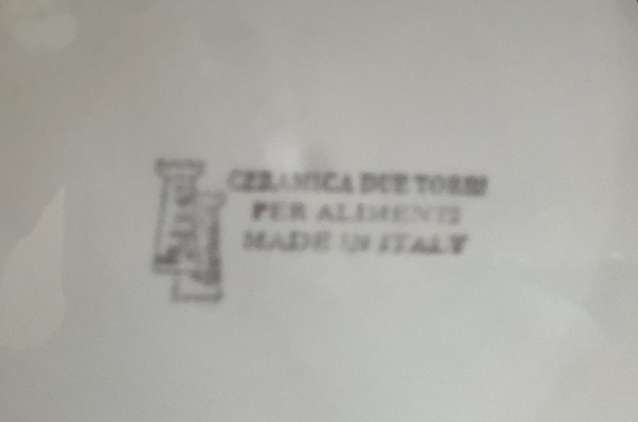 CERAMICA DUE TORRI
PER ALIMENTI
MADE IN ITALY